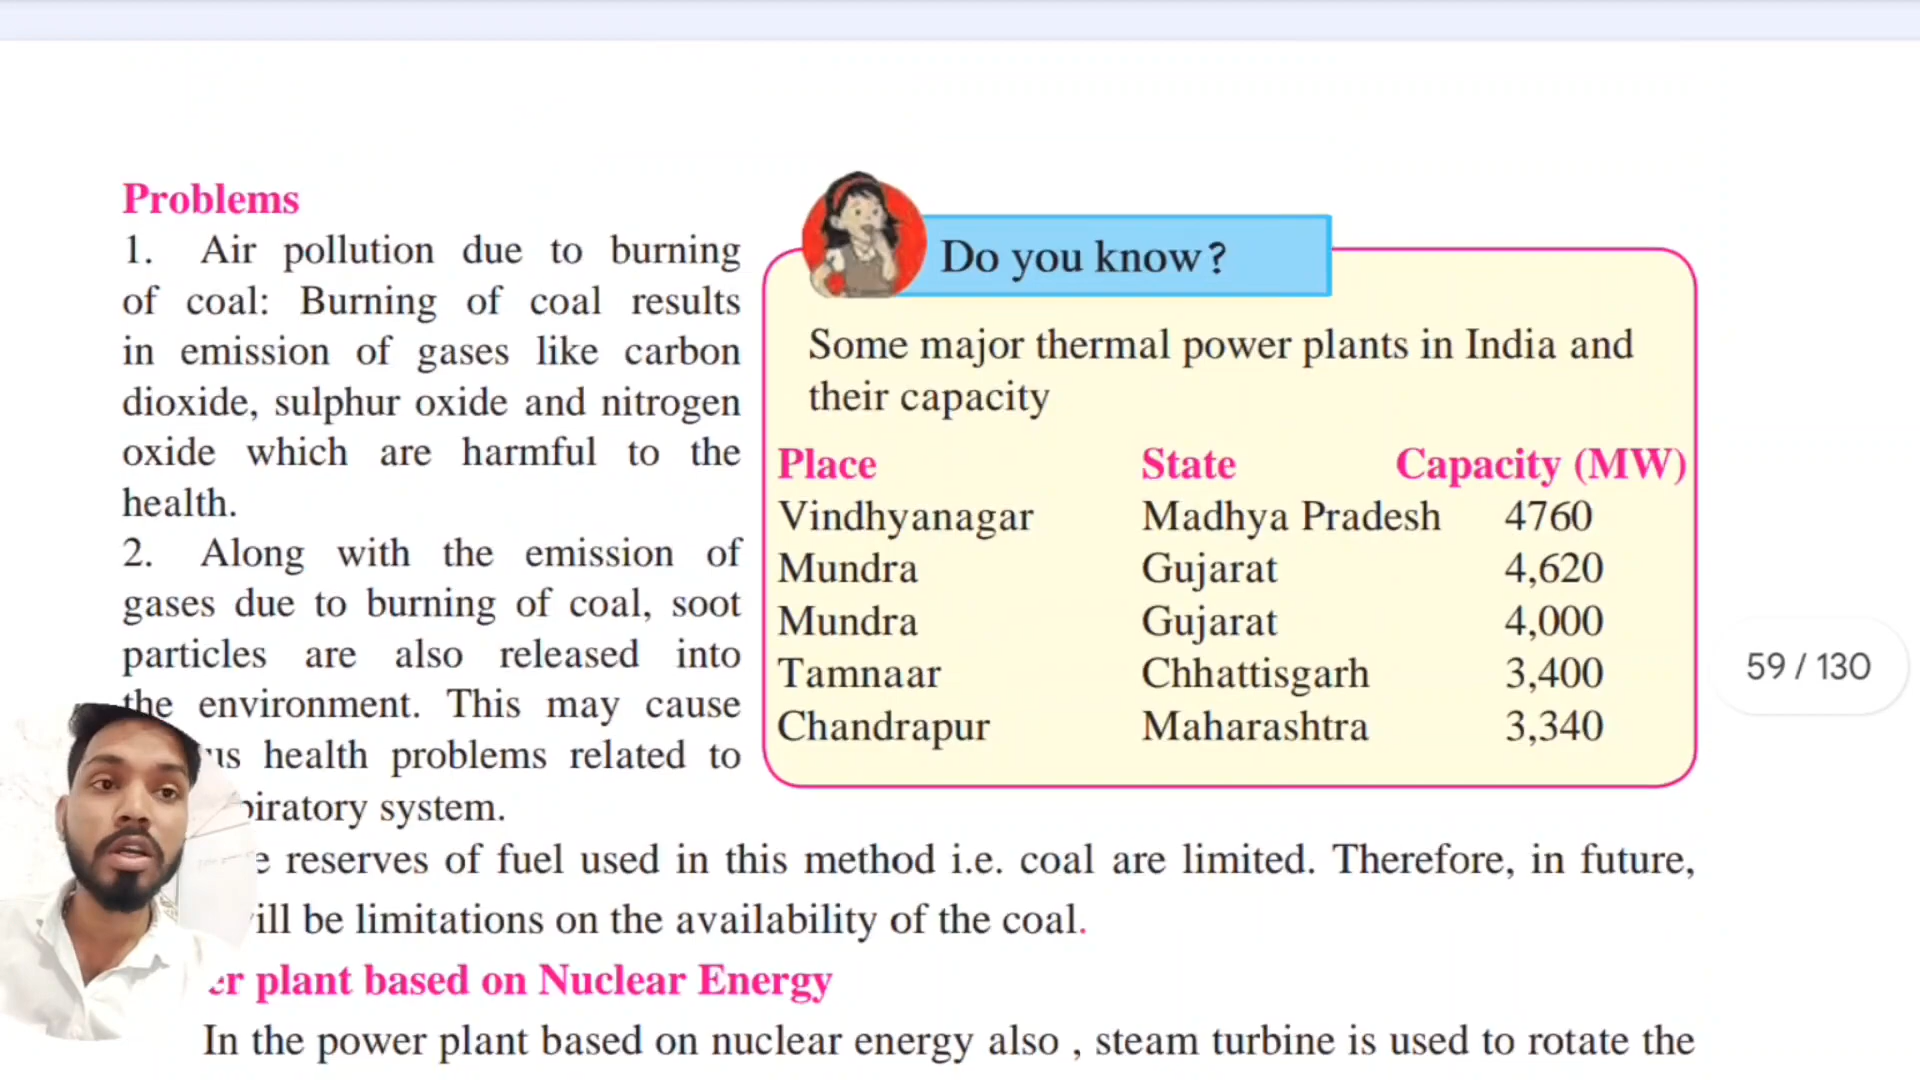 Problems
1. Air pollution due to burning
of coal: Burning of coal results
in emission of gases like carbon
dioxide, sulphur oxide and nitrogen
oxide which are harmful to the
health.
2. Along with the emission of
gases due to burning of coal, soot
particles are also released into
the environment. This may cause
health problems related to
system.
reserves of fuel used in this method i.e. coal are limited. Therefore, in future,
be limitations on the availability of the coal.
plant based on Nuclear Energy
In the power plant based on nuclear energy also , steam turbine is used to rotate the
Do you know?
Some major thermal power plants in India and
their capacity
Place State Capacity (MW)
Vindhyanagar Madhya Pradesh 4760
Mundra Gujarat 4,620
Mundra Gujarat 4,000
Tamnaar Chhattisgarh 3,400
Chandrapur Maharashtra 3,340
59 / 130